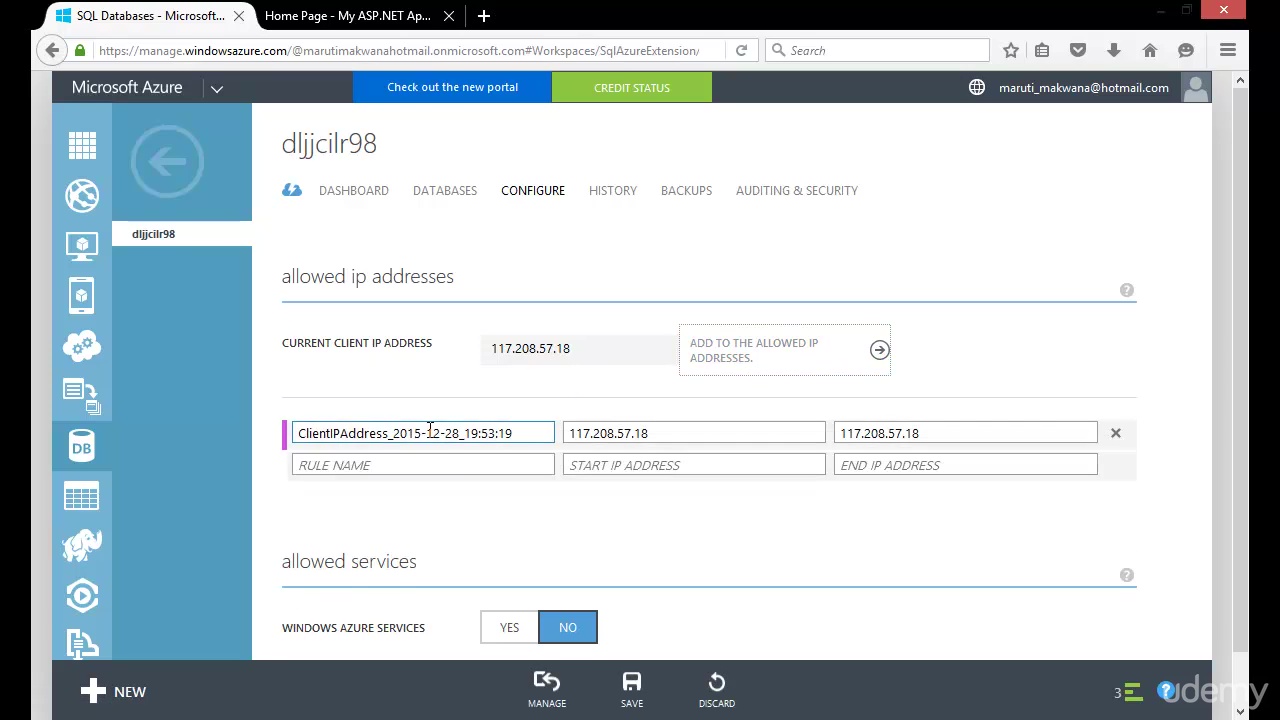 SQL Databases - Microsoft...
Home Page - My ASP.NET Ap...
https://manage.windowsazure.com/@marutimakwanahotmail.onmicrosoft.com#Workspaces/SqlAzureExtension/
Search
Microsoft Azure
Check out the new portal
CREDIT STATUS
maruti_makwana@hotmail.com
dljjcilr98
DASHBOARD DATABASES CONFIGURE HISTORY BACKUPS AUDITING & SECURITY
dljjcilr98
allowed ip addresses
?
CURRENT CLIENT IP ADDRESS
117.208.57.18
ADD TO THE ALLOWED IP
ADDRESSES.
ClientIPAddress_2015-12-28_19:53:19 117.208.57.18 117.208.57.18
RULE NAME START IP ADDRESS END IP ADDRESS
DB
allowed services
?
WINDOWS AZURE SERVICES YES NO
NEW
MANAGE SAVE DISCARD
3
?
udemy